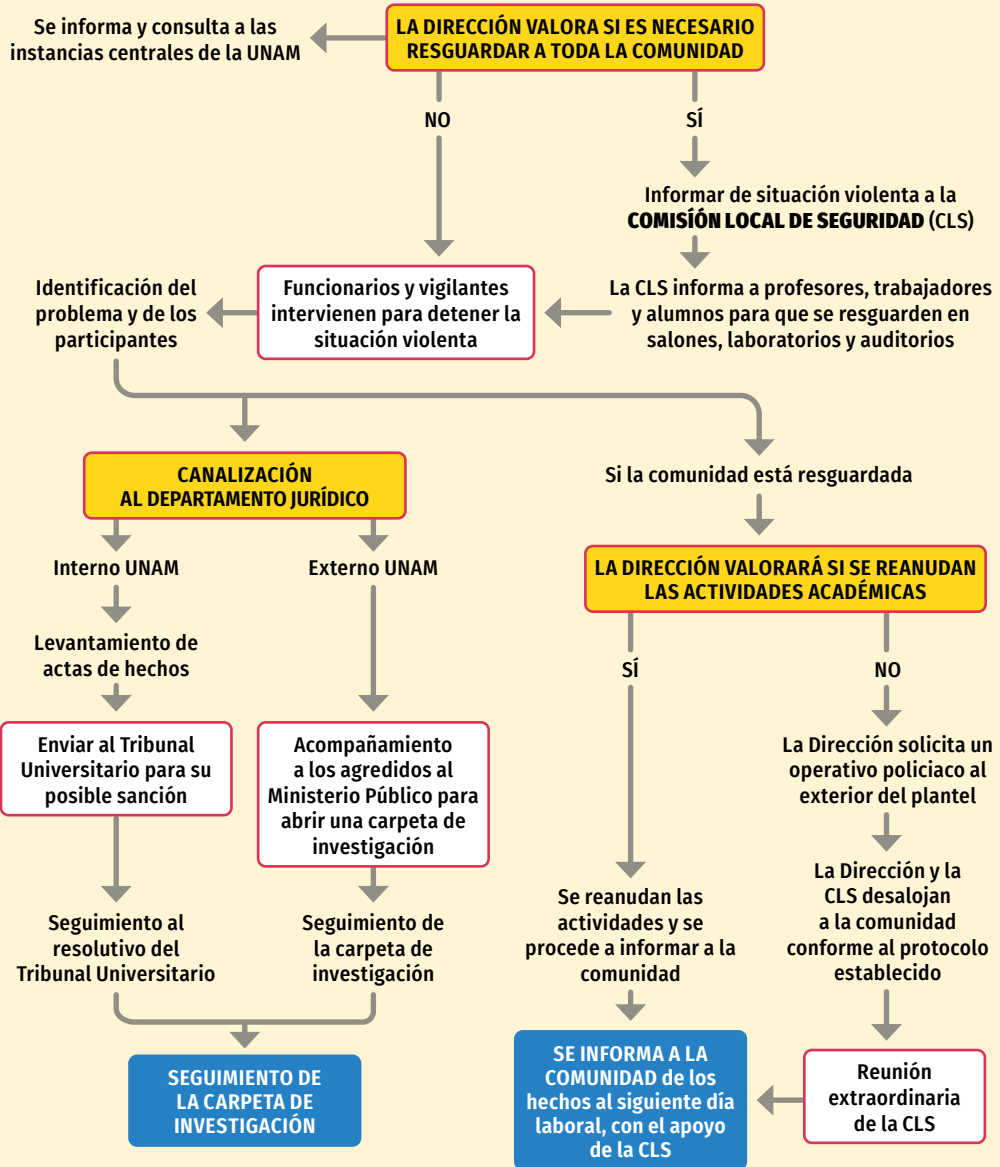 Se informa y consulta a las
instancias centrales de la UNAM
LA DIRECCIÓN VALORA SI ES NECESARIO
RESGUARDAR A TODA LA COMUNIDAD
NO
SÍ
Informar de situación violenta a la
COMISÍÓN LOCAL DE SEGURIDAD (CLS)
Identificación del
problema y de los
participantes
Funcionarios y vigilantes
intervienen para detener la
situación violenta
La CLS informa a profesores, trabajadores
y alumnos para que se resguarden en
salones, laboratorios y auditorios
CANALIZACIÓN
AL DEPARTAMENTO JURÍDICO
Si la comunidad está resguardada
Interno UNAM
Externo UNAM
LA DIRECCIÓN VALORARÁ SI SE REANUDAN
LAS ACTIVIDADES ACADÉMICAS
Levantamiento de
actas de hechos
SÍ
NO
Enviar al Tribunal
Universitario para su
posible sanción
Acompañamiento
a los agredidos al
Ministerio Público para
abrir una carpeta de
investigación
La Dirección solicita un
operativo policiaco al
exterior del plantel
Seguimiento al
resolutivo del
Tribunal Universitario
Seguimiento de
la carpeta de
investigación
Se reanudan las
actividades y se
procede a informar a la
comunidad
La Dirección y la
CLS desalojan
a la comunidad
conforme al protocolo
establecido
SEGUIMIENTO DE
LA CARPETA DE
INVESTIGACIÓN
SE INFORMA A LA
COMUNIDAD de los
hechos al siguiente día
laboral, con el apoyo
de la CLS
Reunión
extraordinaria
de la CLS